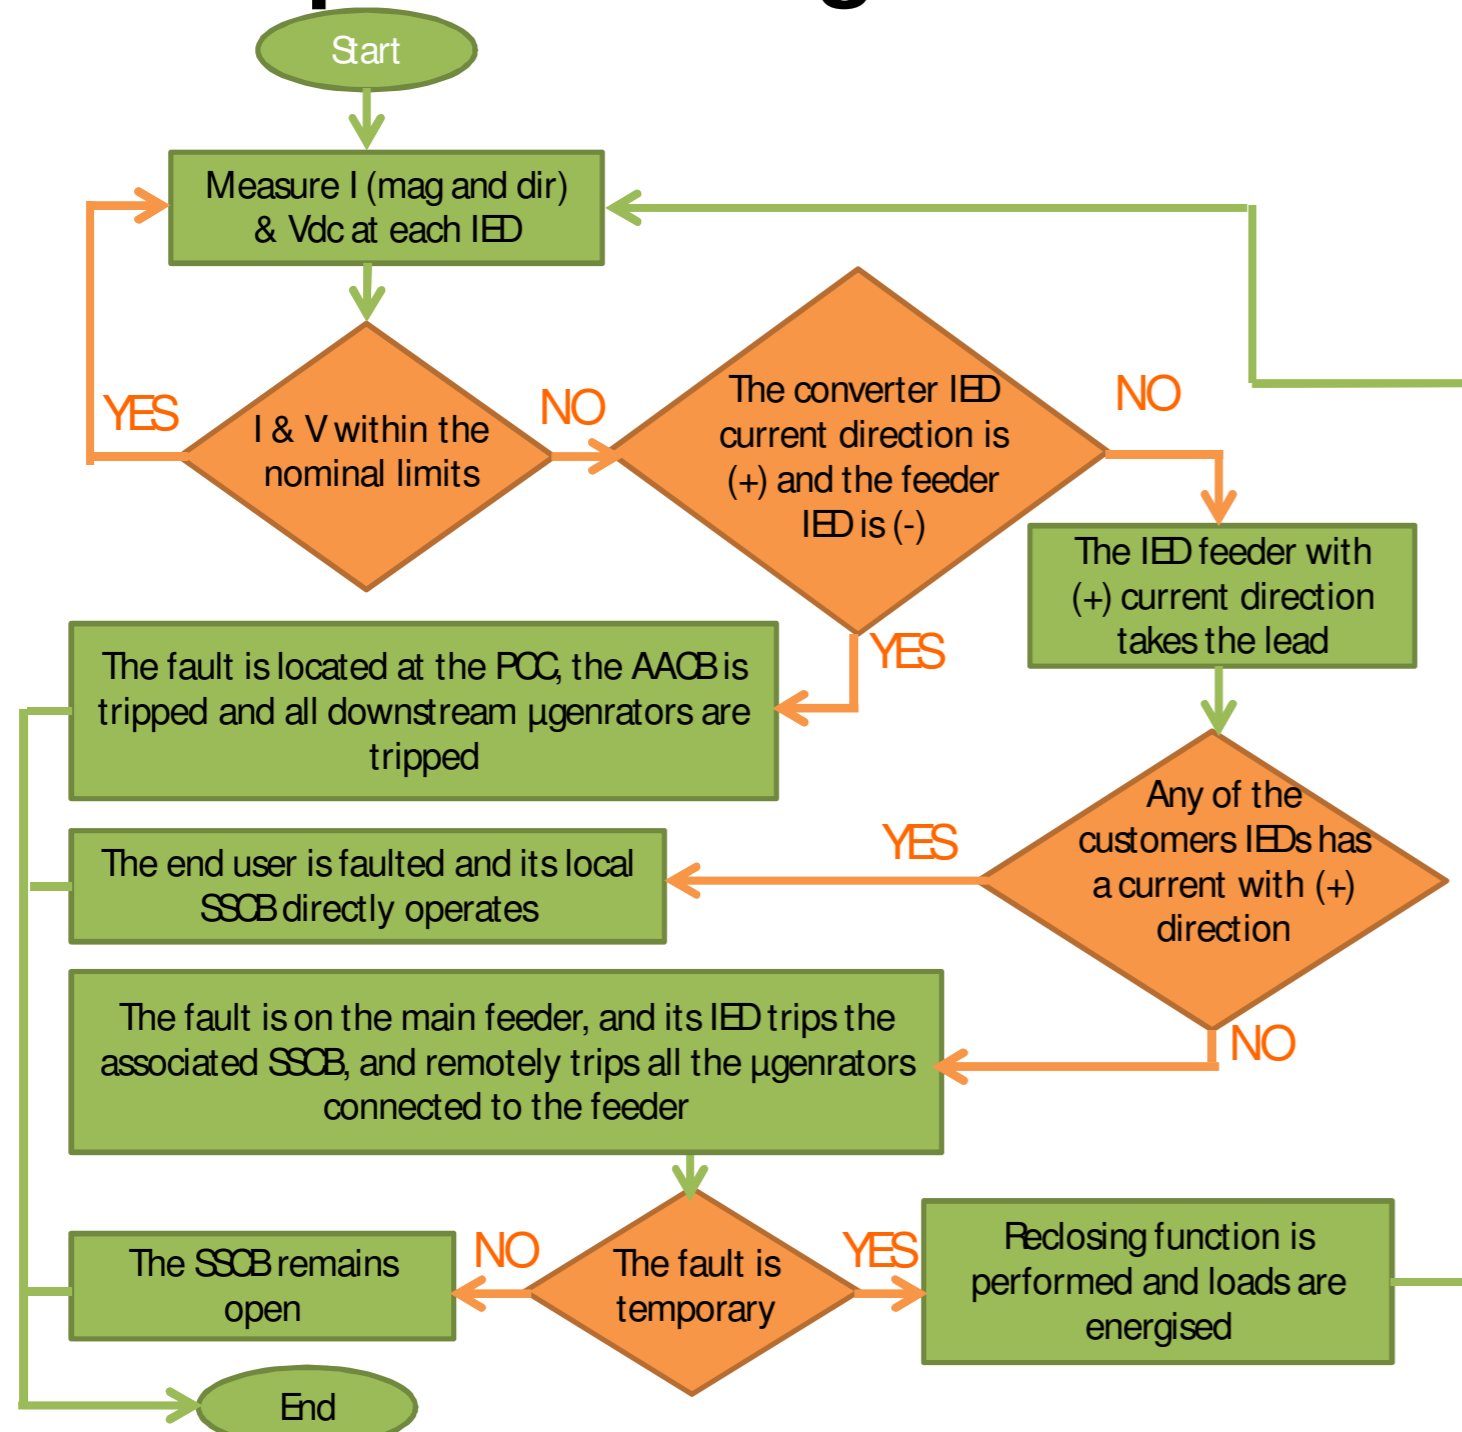 Start
Measure I (mag and dir)
& Vdc at each IED
I & V within the
nominal limits
YES
NO
The converter IED
current direction is
(+) and the feeder
IED is (-)
NO
YES
The IED feeder with
(+) current direction
takes the lead
The fault is located at the POC, the AACB is
tripped and all downstream µgenrators are
tripped
Any of the
customers IEDs has
a current with (+)
direction
YES
NO
The end user is faulted and its local
SSCB directly operates
The fault is on the main feeder, and its IED trips the
associated SSCB, and remotely trips all the µgenrators
connected to the feeder
The fault is
temporary
NO
YES
The SSCB remains
open
Reclosing function is
performed and loads are
energised
End